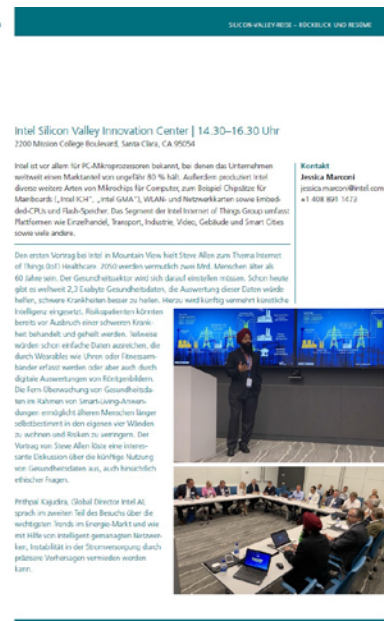 SILICON-VALLEY-REISE – RÜCKBLICK UND RESÜMEE
Intel Silicon Valley Innovation Center | 14.30–16.30 Uhr
2200 Mission College Boulevard, Santa Clara, CA 95054
Intel ist vor allem für PC-Mikroprozessoren bekannt, bei denen das Unternehmen
weltweit einen Marktanteil von ungefähr 80 % hält. Außerdem produziert Intel
diverse weitere Arten von Mikrochips für Computer, zum Beispiel Chipsätze für
Mainboards („Intel ICH“, „Intel GMA“), WLAN- und Netzwerkkarten sowie Embed-
ded-CPUs und Flash-Speicher. Das Segment der Intel Internet of Things Group umfasst
Plattformen wie Einzelhandel, Transport, Industrie, Video, Gebäude und Smart Cities
sowie viele andere.
Kontakt
Jessica Marconi
jessica.marconi@intel.com
+1 408 891 1473
Den ersten Vortrag bei Intel in Mountain View hielt Steve Allen zum Thema Internet
of Things (IoT) Healthcare. 2050 werden vermutlich zwei Mrd. Menschen älter als
60 Jahre sein. Der Gesundheitssektor wird sich darauf einstellen müssen. Schon heute
gibt es weltweit 2,3 Exabyte Gesundheitsdaten, die Auswertung dieser Daten würde
helfen, schwere Krankheiten besser zu heilen. Hierzu wird künftig vermehrt künstliche
Intelligenz eingesetzt. Risikopatienten könnten
bereits vor Ausbruch einer schweren Krank-
heit behandelt und geheilt werden. Teilweise
würden schon einfache Daten ausreichen, die
durch Wearables wie Uhren oder Fitnessarm-
bänder erfasst werden oder aber auch durch
digitale Auswertungen von Röntgenbildern.
Die Fern-Überwachung von Gesundheitsda-
ten im Rahmen von Smart-Living-Anwen-
dungen ermöglicht älteren Menschen länger
selbstbestimmt in den eigenen vier Wänden
zu wohnen und Risiken zu verringern. Der
Vortrag von Steve Allen löste eine interes-
sante Diskussion über die künftige Nutzung
von Gesundheitsdaten aus, auch hinsichtlich
ethischer Fragen.
Prithpal Kajudira, Global Director Intel AI,
sprach im zweiten Teil des Besuchs über die
wichtigsten Trends im Energie-Markt und wie
mit Hilfe von intelligent gemanagten Netzwer-
ken, Instabilität in der Stromversorgung durch
präzisere Vorhersagen vermieden werden
kann.